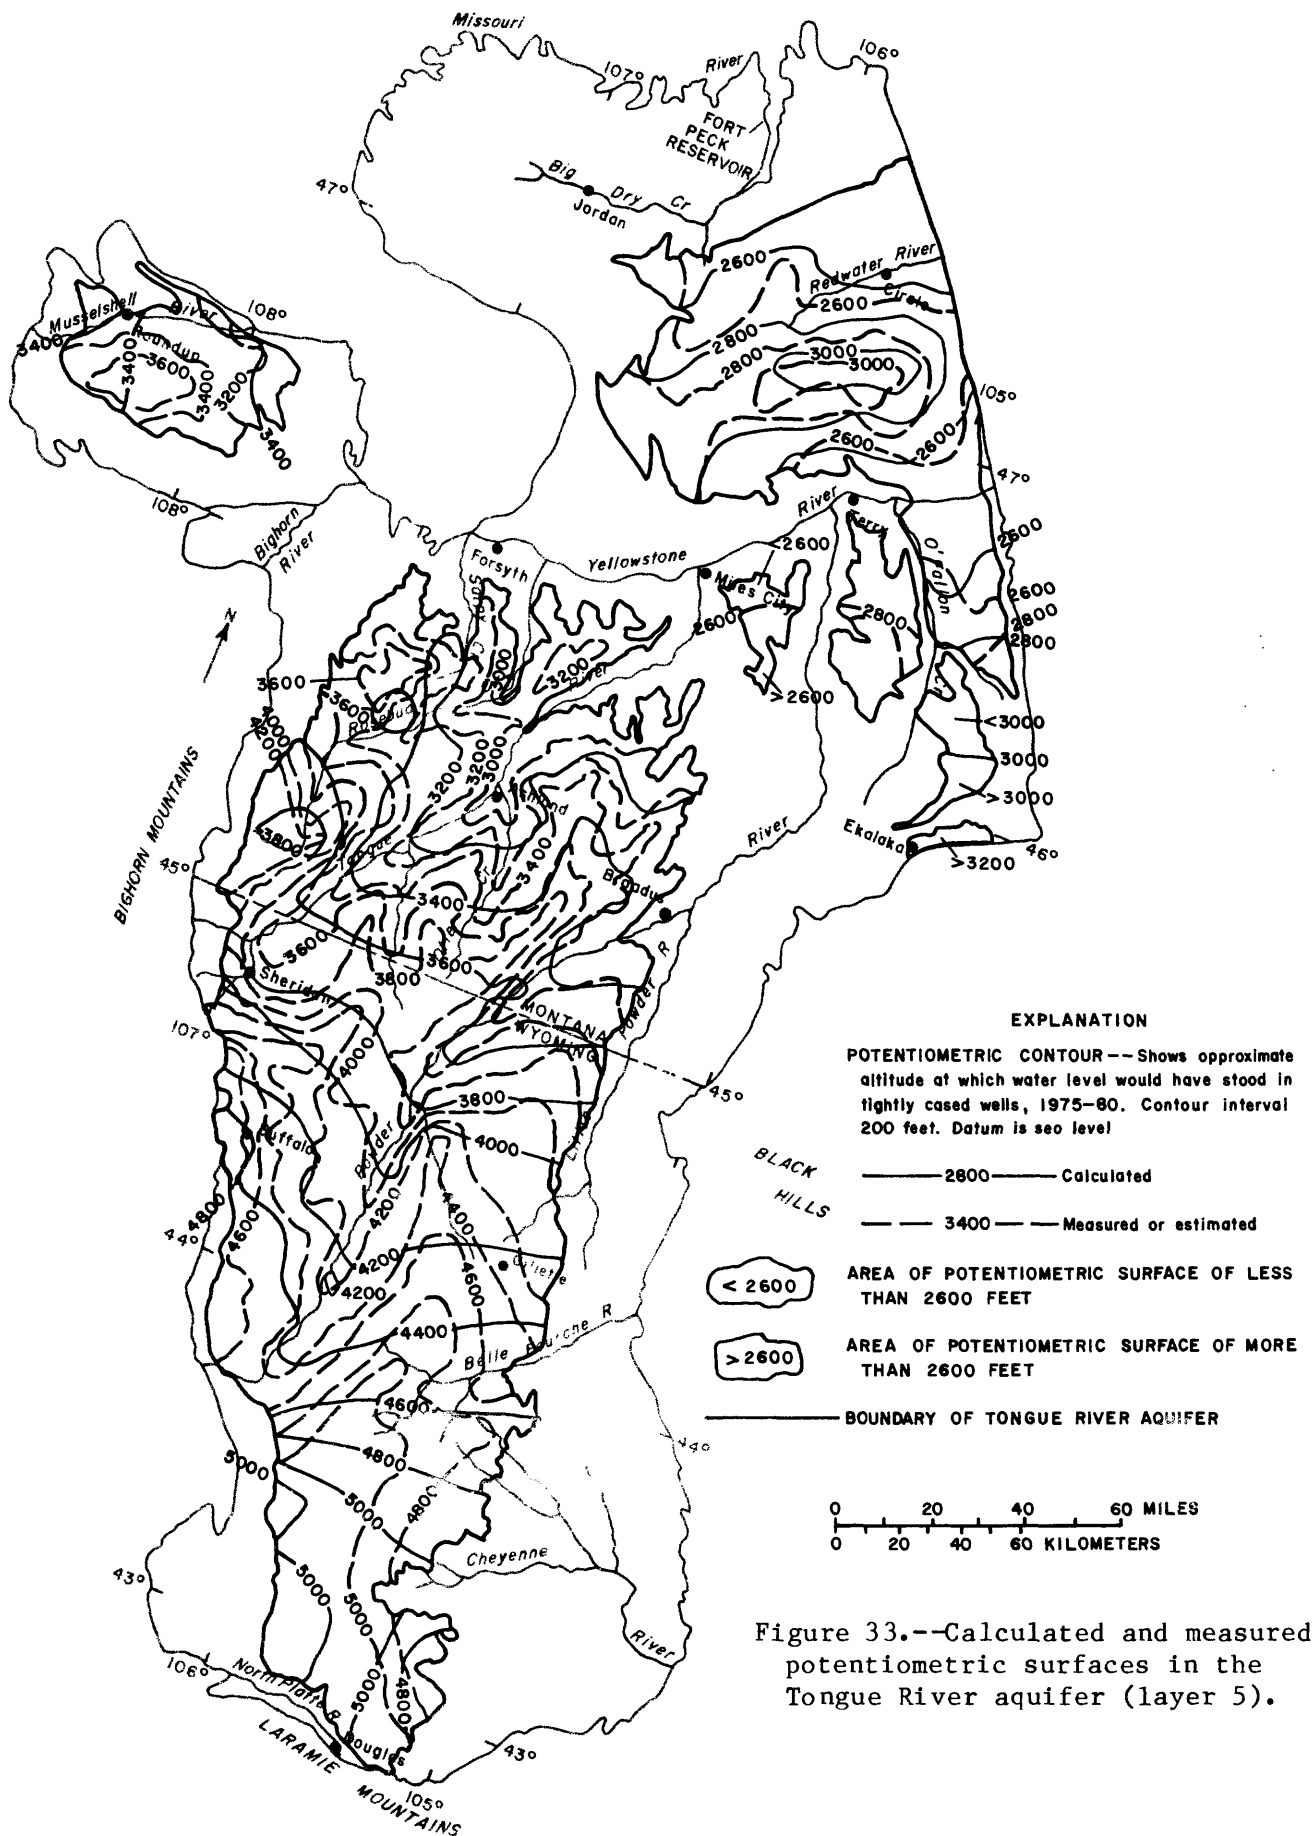 Missouri
River
107°
106°
FORT
PECK
RESERVOIR
47°
Big Dry Cr
Jordan
2600
Redwater River
Circle
2600
108°
Musselshell River
Roundup
3400
3400
3600
3400
3200
3400
2800
2800
3000
3000
105°
2600
2600
47°
108°
Bighorn
River
River
Terry
2600
Forsyth
Yellowstone
<2600
Miles City
O'Fallon
Cr
2600
2800
2600
2800
2800
N
3600
3600
Rosebud
3000
3200
River
>2600
<3000
3000
>3000
4000
4200
BIGHORN MOUNTAINS
3200
3200
3000
Ashland
3800
Tongue
3400
River
Ekalaka
46°
>3200
45°
3400
Broadus
3600
3600
3800
Sheridan
MONTANA
WYOMING
Powder R
107°
4000
3800
45°
Buffalo
Powder
4000
BLACK
HILLS
4800
4600
44°
4200
4400
4200
4200
4600
Gillette
4400
Belle Fourche R
4600
44°
5000
4800
5000
4800
Cheyenne
River
43°
5000
5000
5000
4800
106°
North Platte R
Douglas
LARAMIE
MOUNTAINS
43°
105°
EXPLANATION
POTENTIOMETRIC CONTOUR--Shows approximate
altitude at which water level would have stood in
tightly cased wells, 1975-80. Contour interval
200 feet. Datum is sea level
2800 Calculated
3400 Measured or estimated
<2600 AREA OF POTENTIOMETRIC SURFACE OF LESS
THAN 2600 FEET
>2600 AREA OF POTENTIOMETRIC SURFACE OF MORE
THAN 2600 FEET
BOUNDARY OF TONGUE RIVER AQUIFER
0 20 40 60 MILES
0 20 40 60 KILOMETERS
Figure 33.--Calculated and measured
potentiometric surfaces in the
Tongue River aquifer (layer 5).